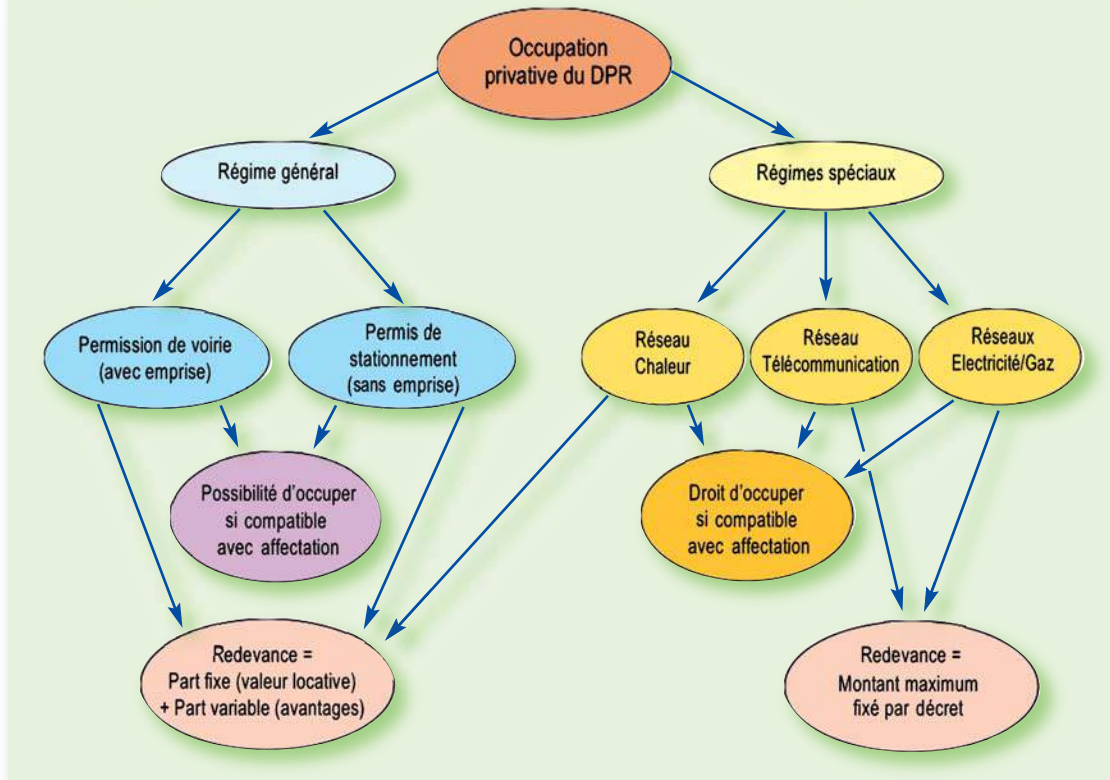 Occupation
privative du DPR
Régime général
Régimes spéciaux
Permission de voirie
(avec emprise)
Permis de
stationnement
(sans emprise)
Réseau
Chaleur
Réseau
Télécommunication
Réseaux
Electricité/Gaz
Possibilité d'occuper
si compatible
avec affectation
Droit d'occuper
si compatible
avec affectation
Redevance =
Part fixe (valeur locative)
+ Part variable (avantages)
Redevance =
Montant maximum
fixé par décret